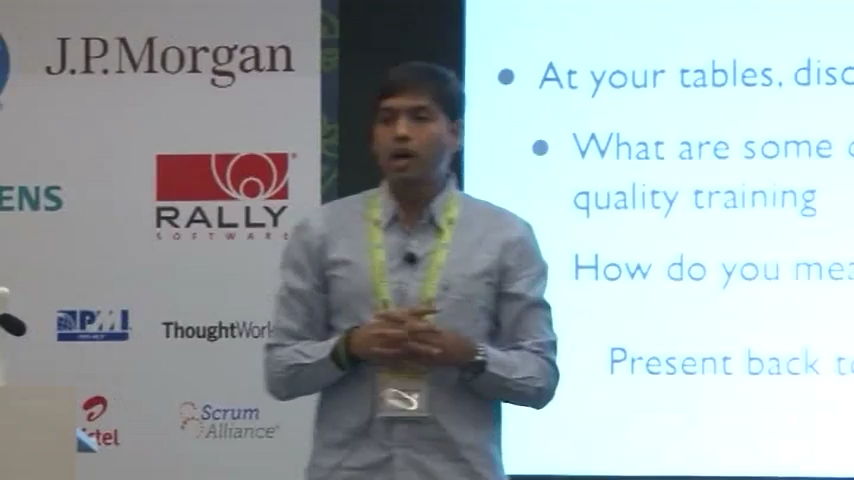 J.P.Morgan
ENS
RALLY
SOFTWARE
PMI
ThoughtWork
tel
Scrum
Alliance
At your tables, disc
What are some
quality training
How do you mea
Present back to